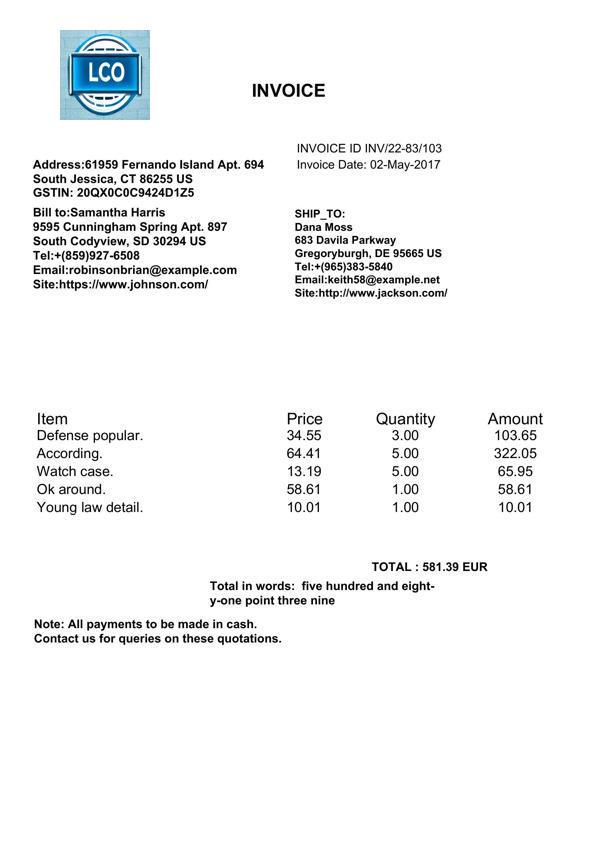 LCO
INVOICE
INVOICE ID INV/22-83/103
Invoice Date: 02-May-2017
Address:61959 Fernando Island Apt. 694
South Jessica, CT 86255 US
GSTIN: 20QX0C0C9424D1Z5
Bill to:Samantha Harris
9595 Cunningham Spring Apt. 897
South Codyview, SD 30294 US
Tel:+(859)927-6508
Email:robinsonbrian@example.com
Site:https://www.johnson.com/
SHIP_TO:
Dana Moss
683 Davila Parkway
Gregoryburgh, DE 95665 US
Tel:+(965)383-5840
Email:keith58@example.net
Site:http://www.jackson.com/
Item Price Quantity Amount
Defense popular. 34.55 3.00 103.65
According. 64.41 5.00 322.05
Watch case. 13.19 5.00 65.95
Ok around. 58.61 1.00 58.61
Young law detail. 10.01 1.00 10.01
TOTAL : 581.39 EUR
Total in words: five hundred and eight-
y-one point three nine
Note: All payments to be made in cash.
Contact us for queries on these quotations.